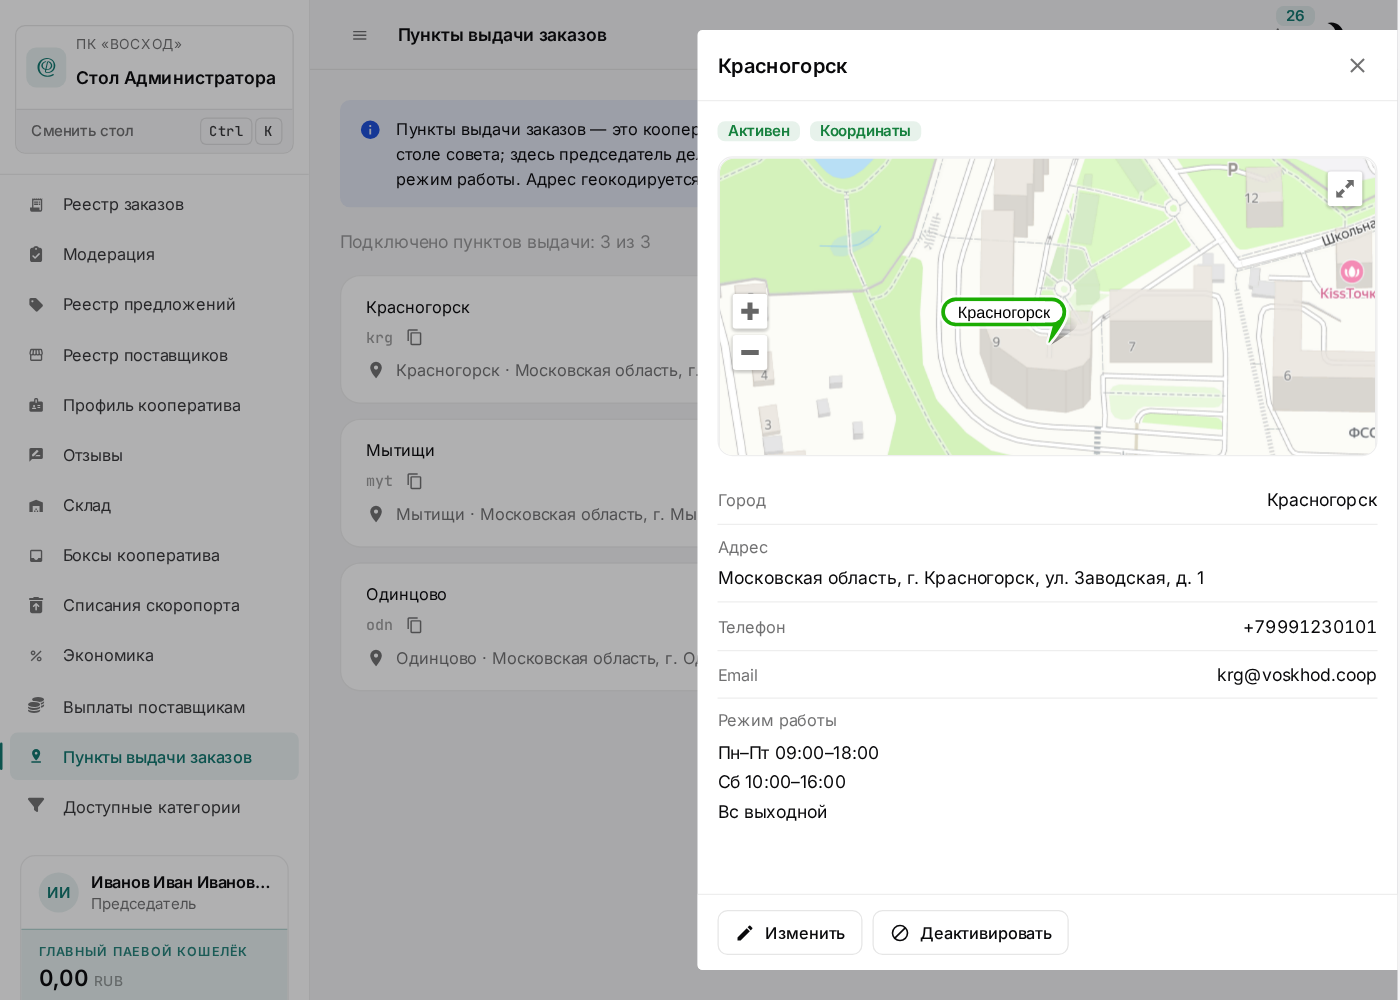 ПК «ВОСХОД»
Стол Администратора
Сменить стол
Ctrl K
Реестр заказов
Модерация
Реестр предложений
Реестр поставщиков
Профиль кооператива
Отзывы
Склад
Боксы кооператива
Списания скоропорта
Экономика
Выплаты поставщикам
Пункты выдачи заказов
Доступные категории
ИИ
Иванов Иван Иванов...
Председатель
ГЛАВНЫЙ ПАЕВОЙ КОШЕЛЁК
0,00 RUB
Пункты выдачи заказов
26
Пункты выдачи заказов — это коопер
столе совета; здесь председатель де
режим работы. Адрес геокодируется
Подключено пунктов выдачи: 3 из 3
Красногорск
krg
Красногорск · Московская область, г.
Мытищи
myt
Мытищи · Московская область, г. Мы
Одинцово
odn
Одинцово · Московская область, г. Од
Красногорск
Активен Координаты
P
12
Школьна
KissТочк
Красногорск
9
7
6
4
3
ФСС
Город
Красногорск
Адрес
Московская область, г. Красногорск, ул. Заводская, д. 1
Телефон
+79991230101
Email
krg@voskhod.coop
Режим работы
Пн–Пт 09:00–18:00
Сб 10:00–16:00
Вс выходной
Изменить
Деактивировать